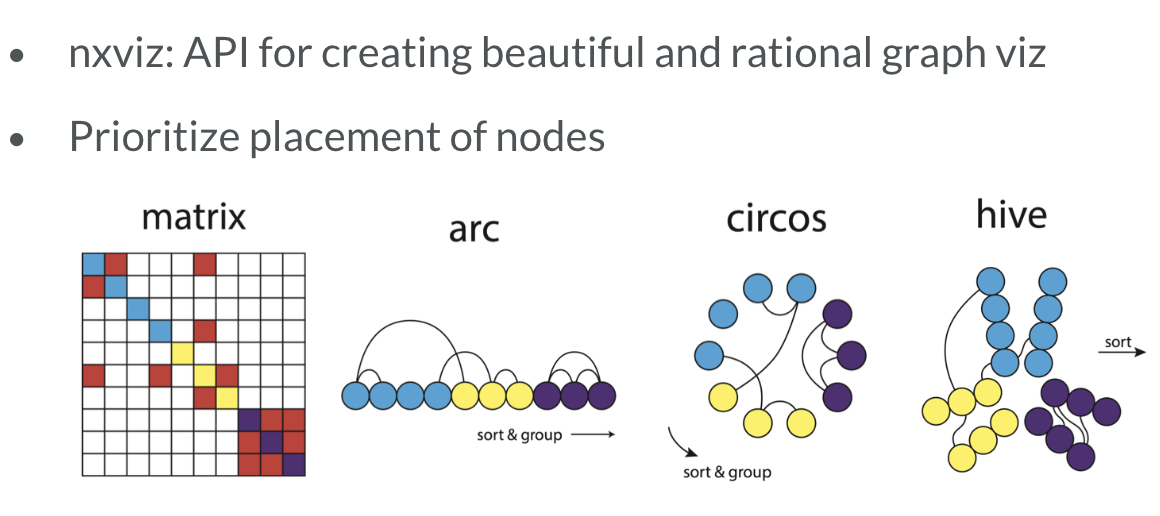 • nxviz: API for creating beautiful and rational graph viz
• Prioritize placement of nodes
matrix
arc
circos
hive
sort & group
sort & group
sort